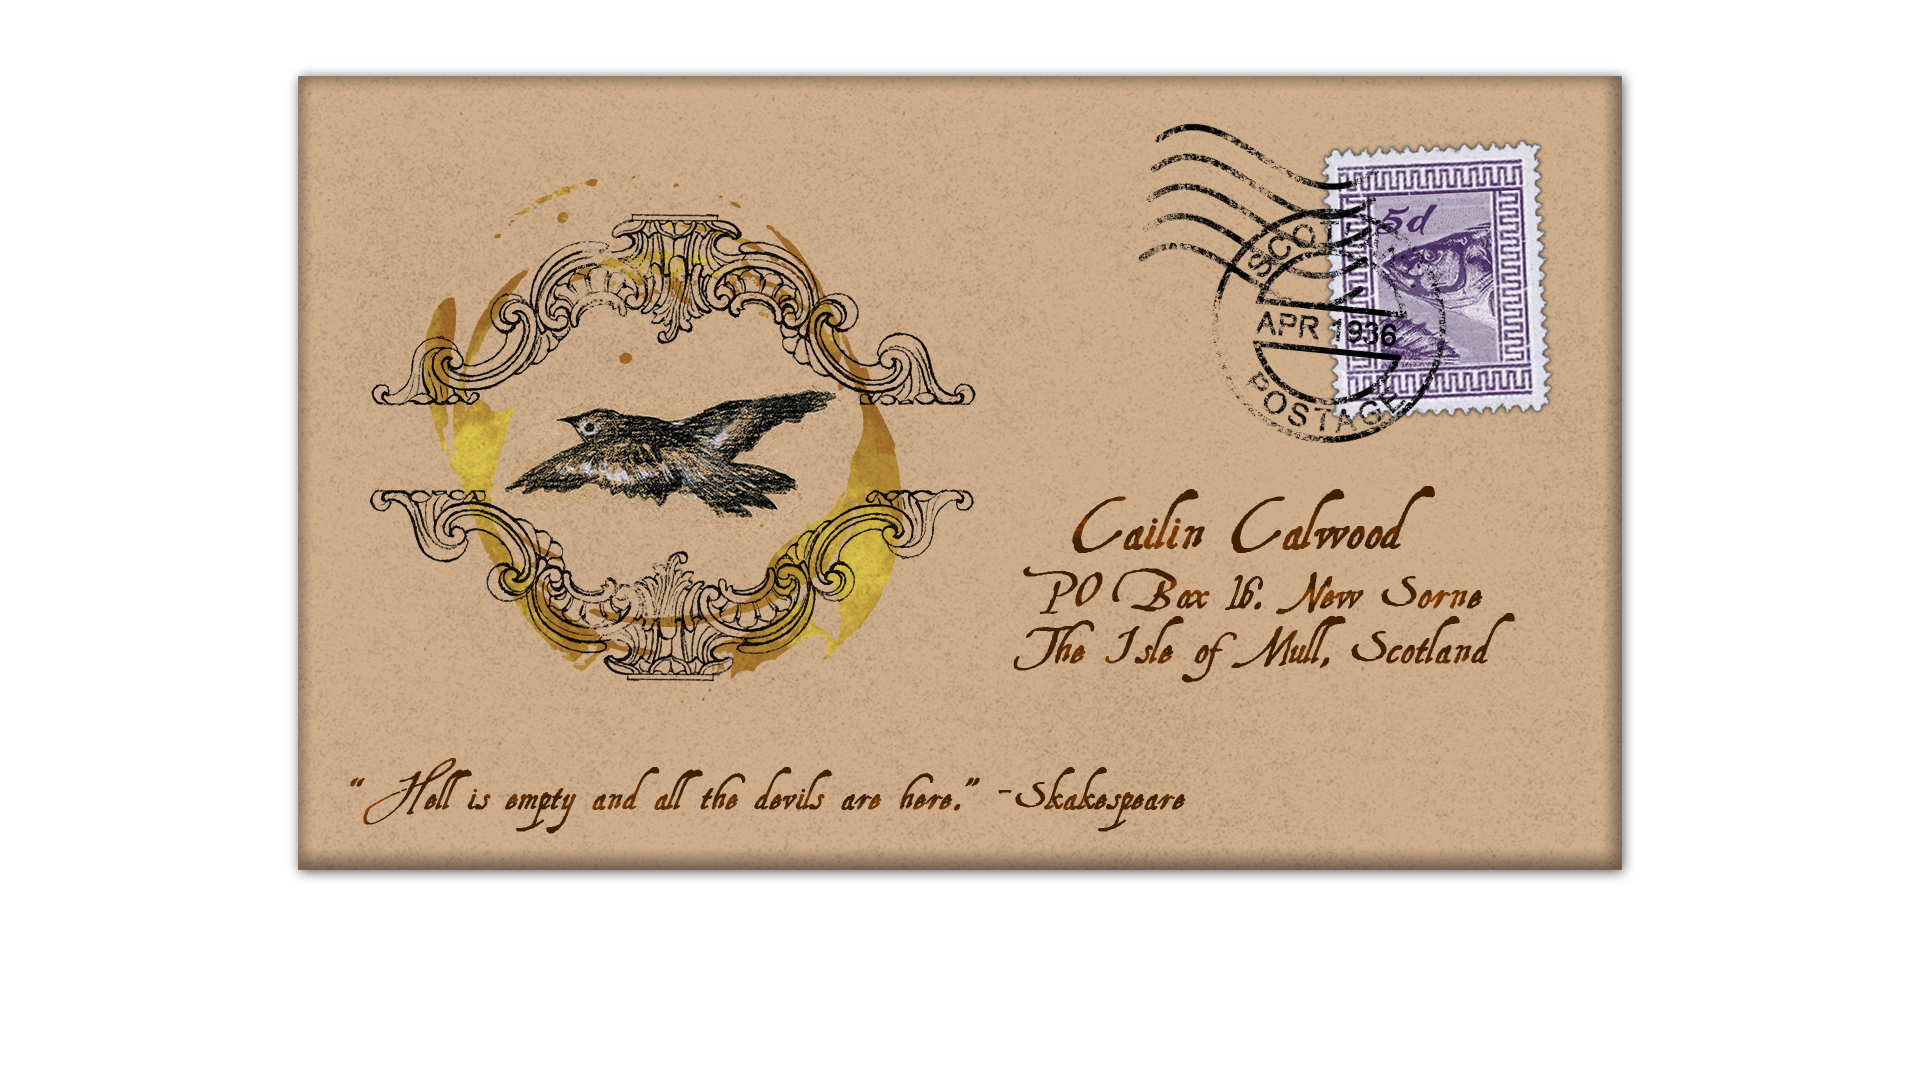 5d
SCOTLAND
APR 1936
POSTAGE
Cailin Calwood
PO Box 16. New Sorne
The Isle of Mull, Scotland
“Hell is empty and all the devils are here.” -Skakespeare